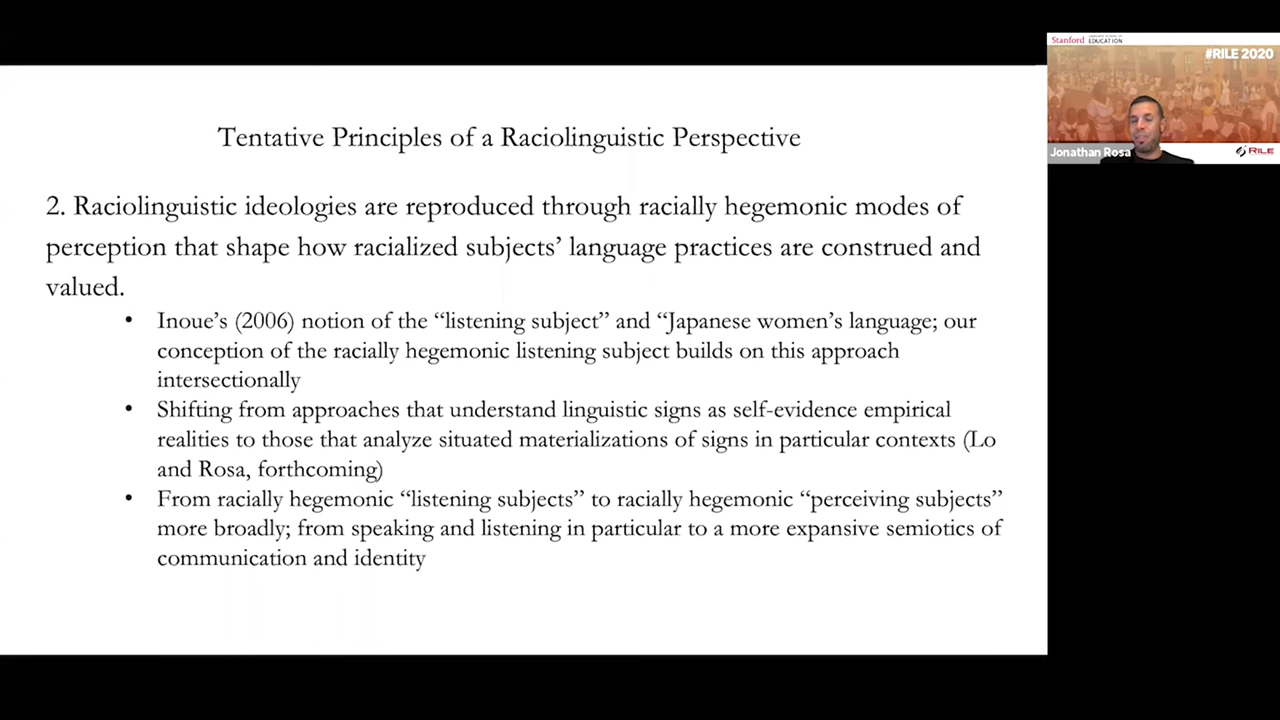 Tentative Principles of a Raciolinguistic Perspective
2. Raciolinguistic ideologies are reproduced through racially hegemonic modes of
perception that shape how racialized subjects’ language practices are construed and
valued.
• Inoue’s (2006) notion of the “listening subject” and “Japanese women’s language; our
conception of the racially hegemonic listening subject builds on this approach
intersectionally
• Shifting from approaches that understand linguistic signs as self-evidence empirical
realities to those that analyze situated materializations of signs in particular contexts (Lo
and Rosa, forthcoming)
• From racially hegemonic “listening subjects” to racially hegemonic “perceiving subjects”
more broadly; from speaking and listening in particular to a more expansive semiotics of
communication and identity
Stanford EDUCATION
#RILE 2020
Jonathan Rosa
RILE